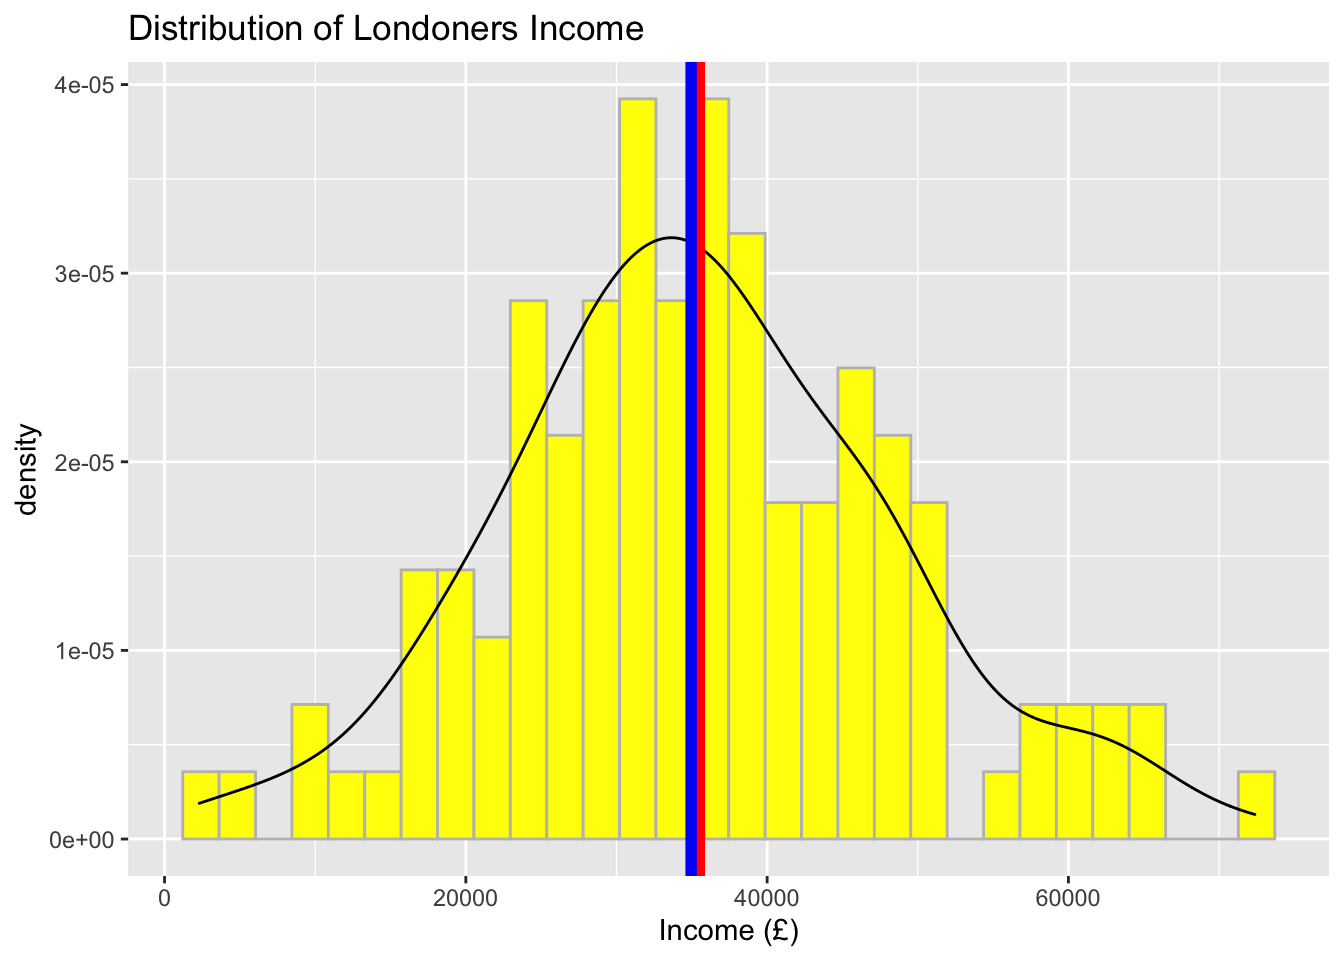 Distribution of Londoners Income
4e-05
3e-05
2e-05
1e-05
0e+00
density
0
20000
40000
60000
Income (£)